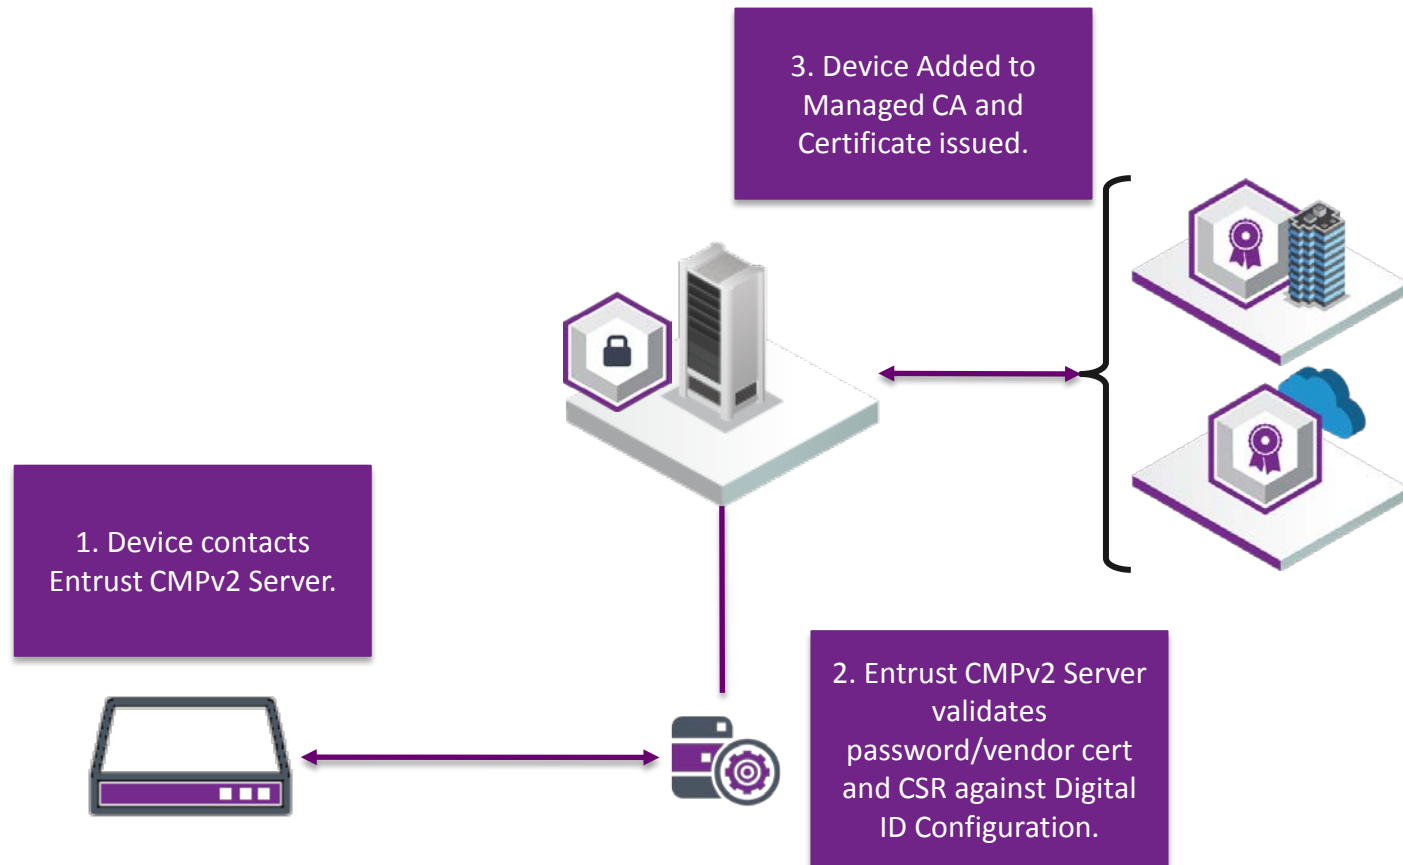 3. Device Added to
Managed CA and
Certificate issued.
1. Device contacts
Entrust CMPv2 Server.
2. Entrust CMPv2 Server
validates
password/vendor cert
and CSR against Digital
ID Configuration.